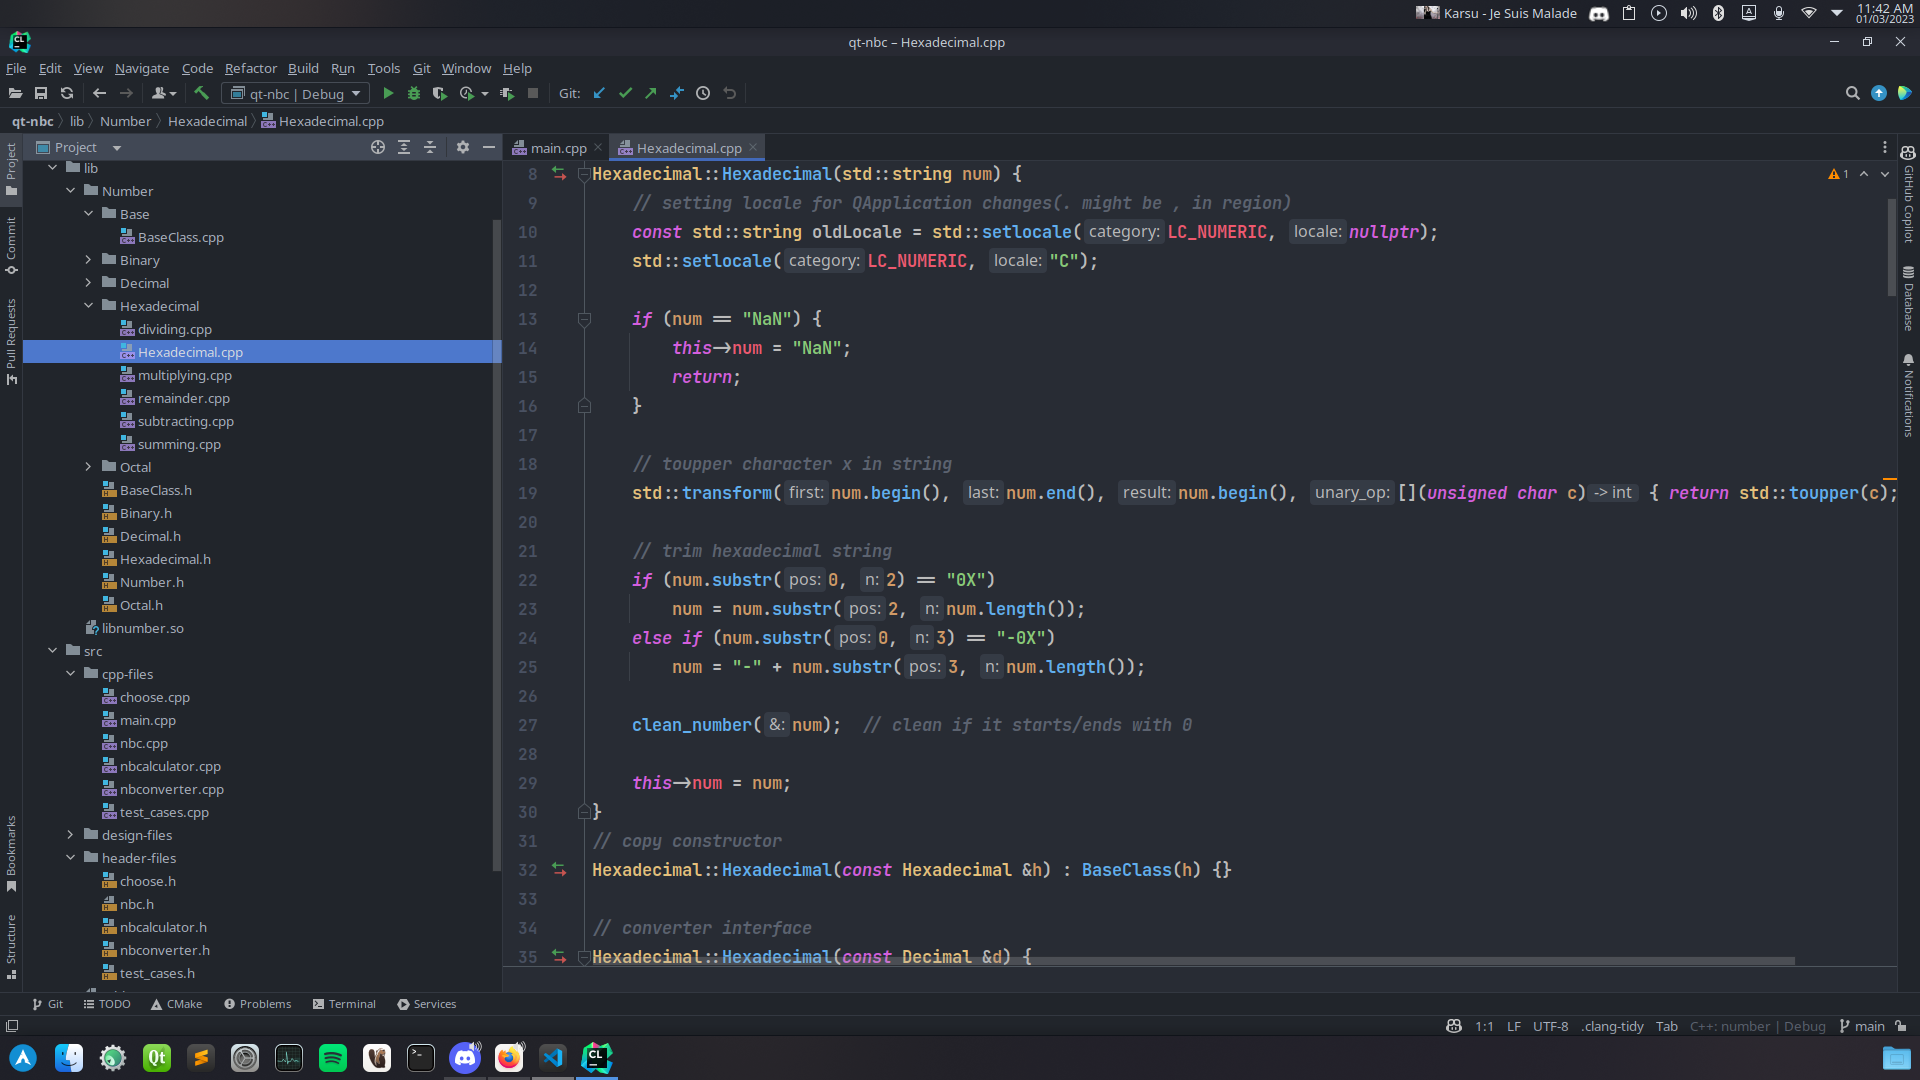 Karsu - Je Suis Malade
11:42 AM
01/03/2023
qt-nbc – Hexadecimal.cpp
File Edit View Navigate Code Refactor Build Run Tools Git Window Help
qt-nbc | Debug
Git:
qt-nbc lib Number Hexadecimal Hexadecimal.cpp
Project
main.cpp
Hexadecimal.cpp
Project
Commit
Pull Requests
Bookmarks
Structure
lib
Number
Base
BaseClass.cpp
Binary
Decimal
Hexadecimal
dividing.cpp
Hexadecimal.cpp
multiplying.cpp
remainder.cpp
subtracting.cpp
summing.cpp
Octal
BaseClass.h
Binary.h
Decimal.h
Hexadecimal.h
Number.h
Octal.h
libnumber.so
src
cpp-files
choose.cpp
main.cpp
nbc.cpp
nbcalculator.cpp
nbconverter.cpp
test_cases.cpp
design-files
header-files
choose.h
nbc.h
nbcalculator.h
nbconverter.h
test_cases.h
8 Hexadecimal::Hexadecimal(std::string num) {
9 // setting locale for QApplication changes(. might be , in region)
10 const std::string oldLocale = std::setlocale( category: LC_NUMERIC, locale: nullptr);
11 std::setlocale( category: LC_NUMERIC, locale: "C");
12
13 if (num == "NaN") {
14 this->num = "NaN";
15 return;
16 }
17
18 // toupper character x in string
19 std::transform( first: num.begin(), last: num.end(), result: num.begin(), unary_op: [](unsigned char c) -> int { return std::toupper(c);
20
21 // trim hexadecimal string
22 if (num.substr( pos: 0, n: 2) == "0X")
23 num = num.substr( pos: 2, n: num.length());
24 else if (num.substr( pos: 0, n: 3) == "-0X")
25 num = "-" + num.substr( pos: 3, n: num.length());
26
27 clean_number( &: num); // clean if it starts/ends with 0
28
29 this->num = num;
30 }
31 // copy constructor
32 Hexadecimal::Hexadecimal(const Hexadecimal &h) : BaseClass(h) {}
33
34 // converter interface
35 Hexadecimal::Hexadecimal(const Decimal &d) {
1
GitHub Copilot
Database
Notifications
Git TODO CMake Problems Terminal Services
1:1 LF UTF-8 .clang-tidy Tab C++: number | Debug main
Qt
CL